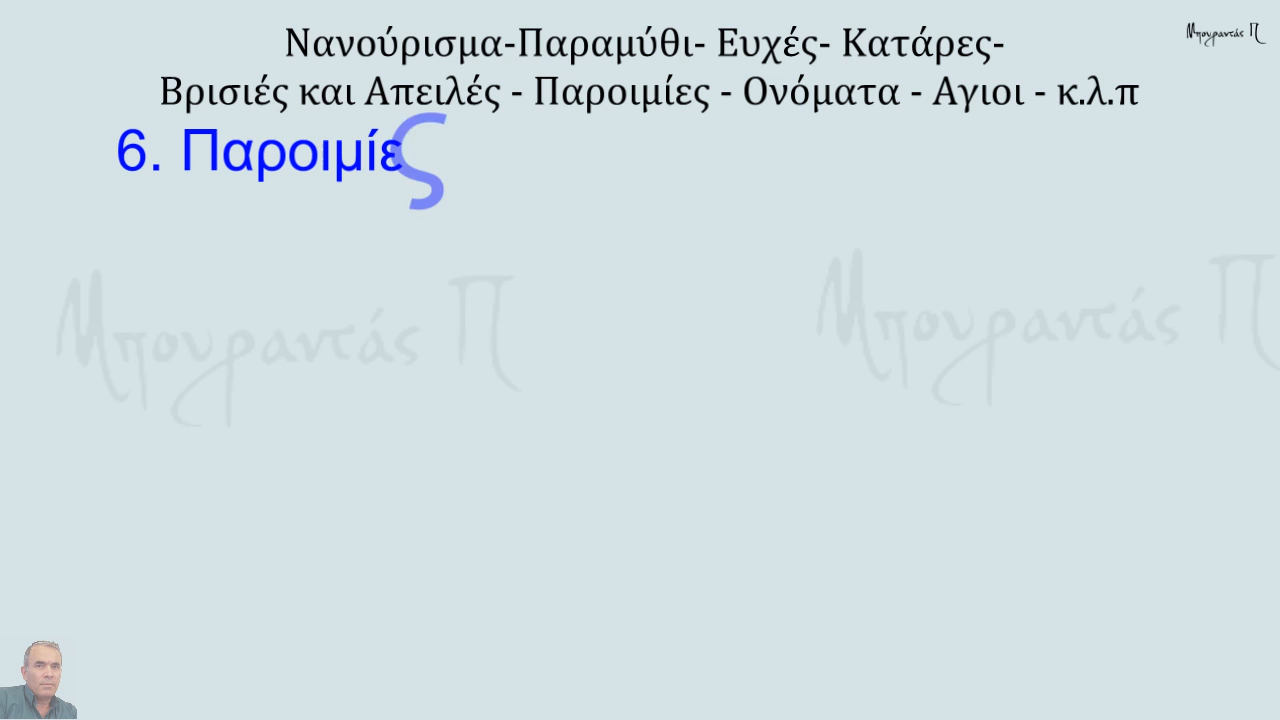 Νανούρισμα-Παραμύθι- Ευχές- Κατάρες-
Βρισιές και Απειλές - Παροιμίες - Ονόματα - Αγιοι - κ.λ.π
Μπουραντάς Π
6. Παροιμίες
Μπουραντάς Π
Μπουραντάς Π